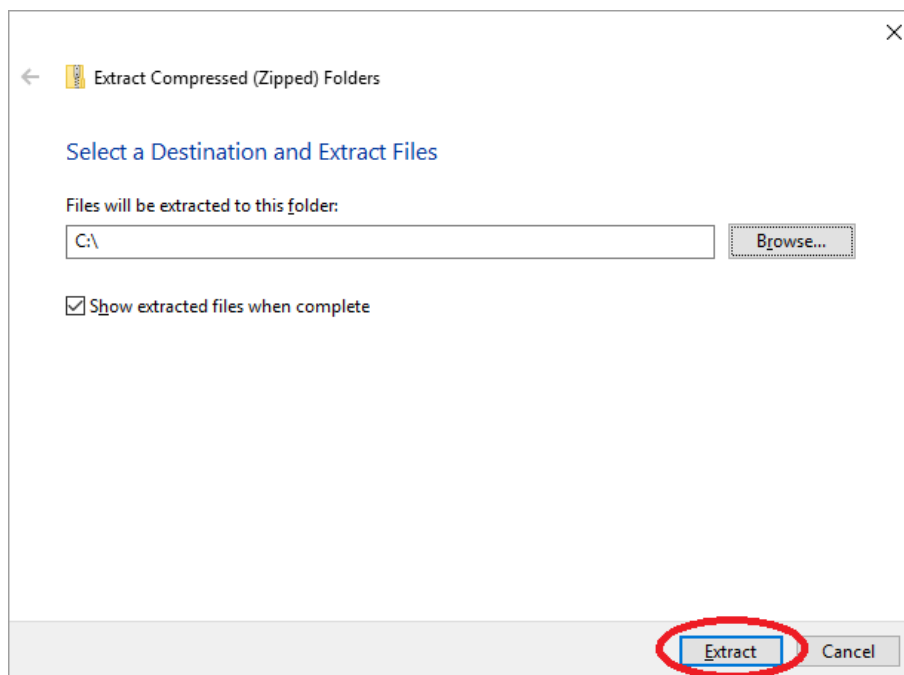 Extract Compressed (Zipped) Folders
Select a Destination and Extract Files
Files will be extracted to this folder:
C:\
Browse...
Show extracted files when complete
Extract
Cancel